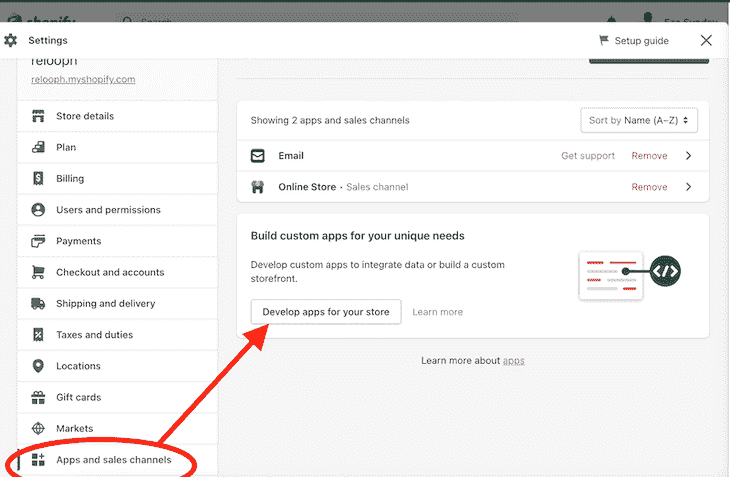 shopify
Search
Eze Sunday
Settings
Setup guide
relooph
relooph.myshopify.com
Store details
Plan
Billing
Users and permissions
Payments
Checkout and accounts
Shipping and delivery
Taxes and duties
Locations
Gift cards
Markets
Apps and sales channels
Showing 2 apps and sales channels
Sort by Name (A–Z)
Email
Get support
Remove
Online Store • Sales channel
Remove
Build custom apps for your unique needs
Develop custom apps to integrate data or build a custom
storefront.
Develop apps for your store
Learn more
Learn more about apps